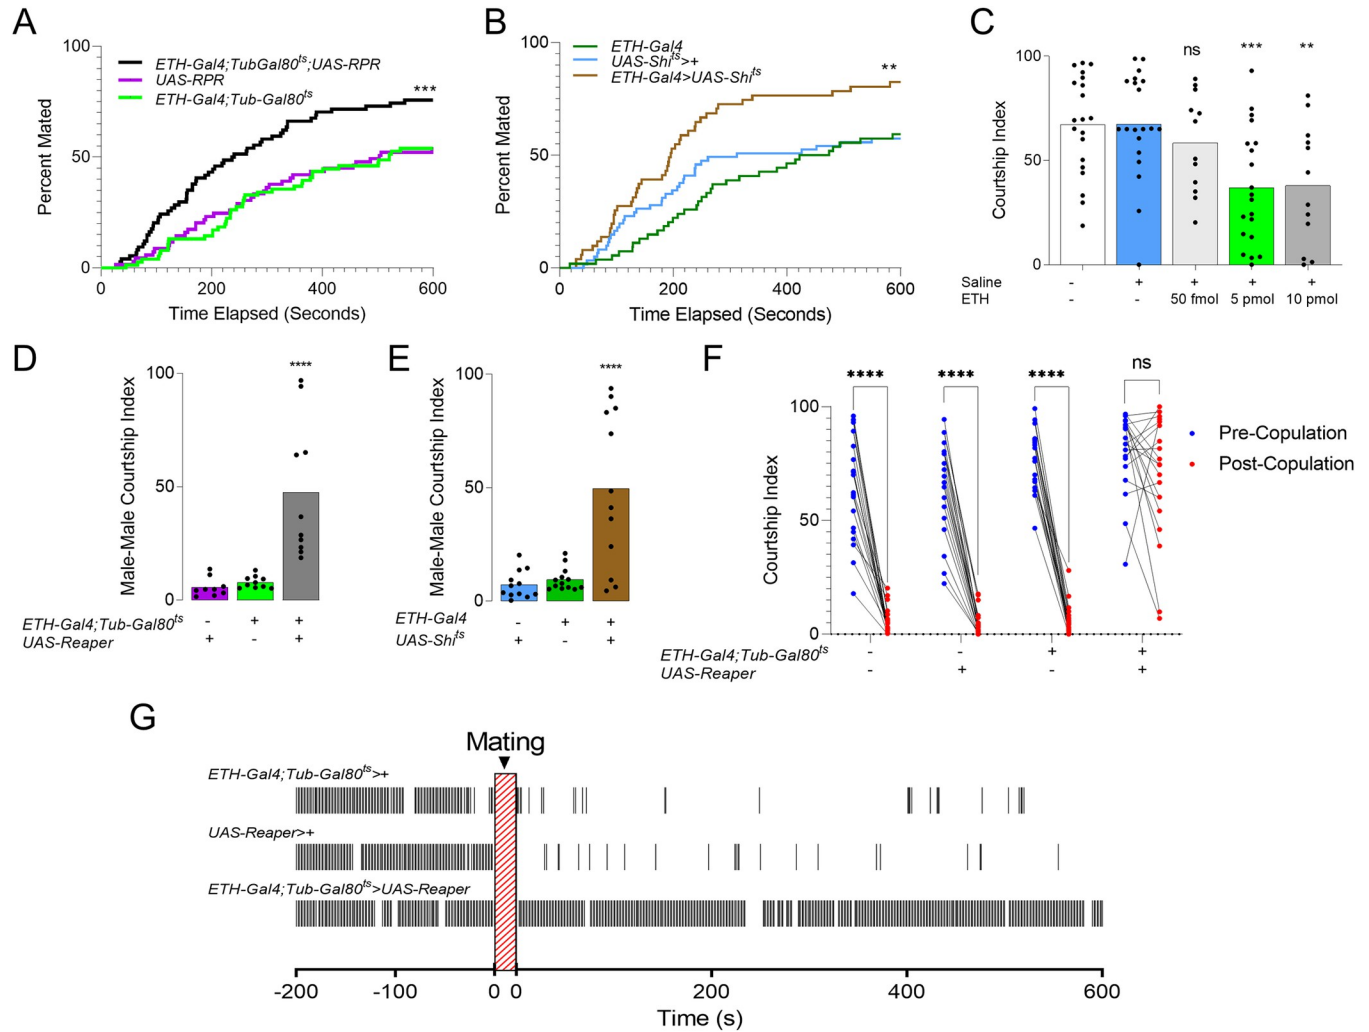 A
100
50
0
Percent Mated
ETH-Gal4;TubGal80ts;UAS-RPR
UAS-RPR
ETH-Gal4;Tub-Gal80ts
***
0 200 400 600
Time Elapsed (Seconds)
B
100
50
0
Percent Mated
ETH-Gal4
UAS-Shits>+
ETH-Gal4>UAS-Shits
**
0 200 400 600
Time Elapsed (Seconds)
C
100
50
0
Courtship Index
ns *** **
Saline - + + + +
ETH - - 50 fmol 5 pmol 10 pmol
D
100
50
0
Male-Male Courtship Index
****
ETH-Gal4;Tub-Gal80ts - + +
UAS-Reaper + - +
E
100
50
0
Male-Male Courtship Index
****
ETH-Gal4 - + +
UAS-Shits + - +
F
100
50
0
Courtship Index
**** **** **** ns
Pre-Copulation
Post-Copulation
ETH-Gal4;Tub-Gal80ts - - + +
UAS-Reaper - + - +
G
Mating
ETH-Gal4;Tub-Gal80ts>+
UAS-Reaper>+
ETH-Gal4;Tub-Gal80ts>UAS-Reaper
-200 -100 0 0 200 400 600
Time (s)